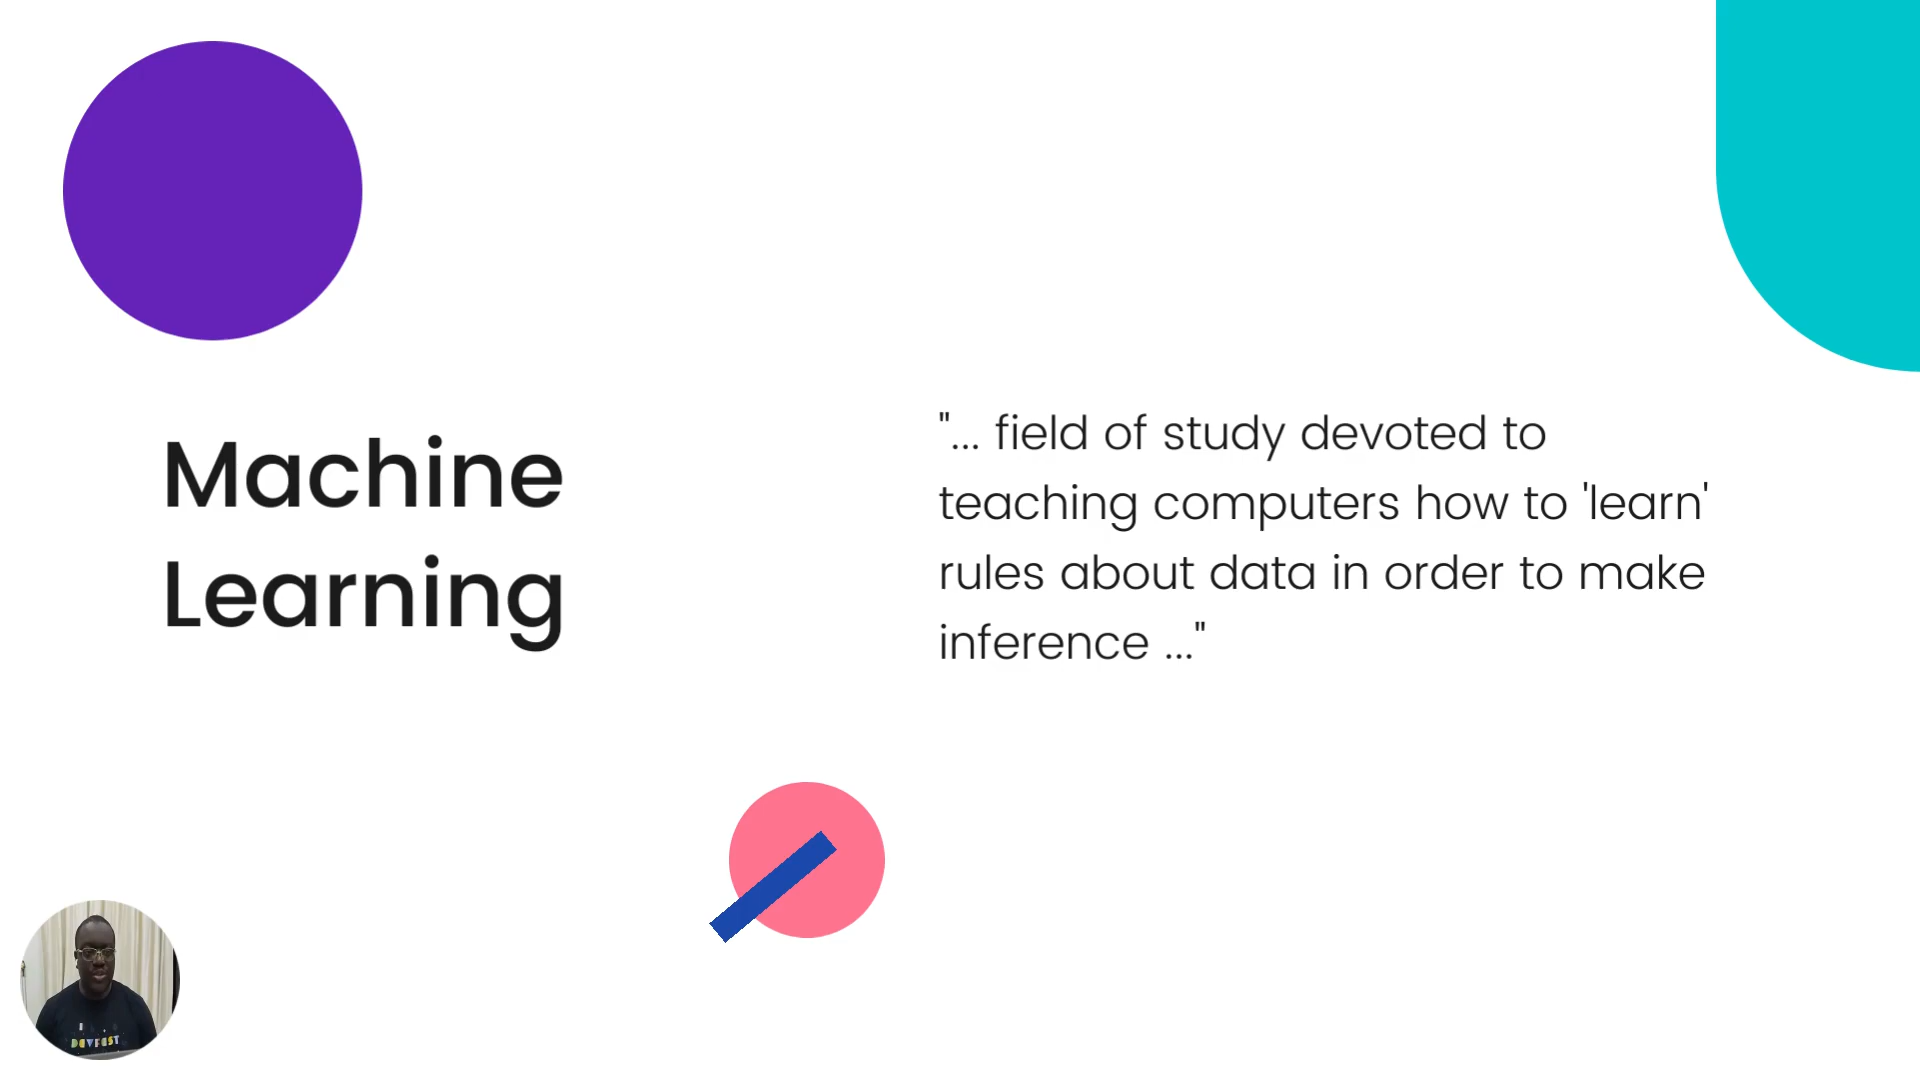 Machine
Learning
"... field of study devoted to
teaching computers how to 'learn'
rules about data in order to make
inference ..."
DEVFEST